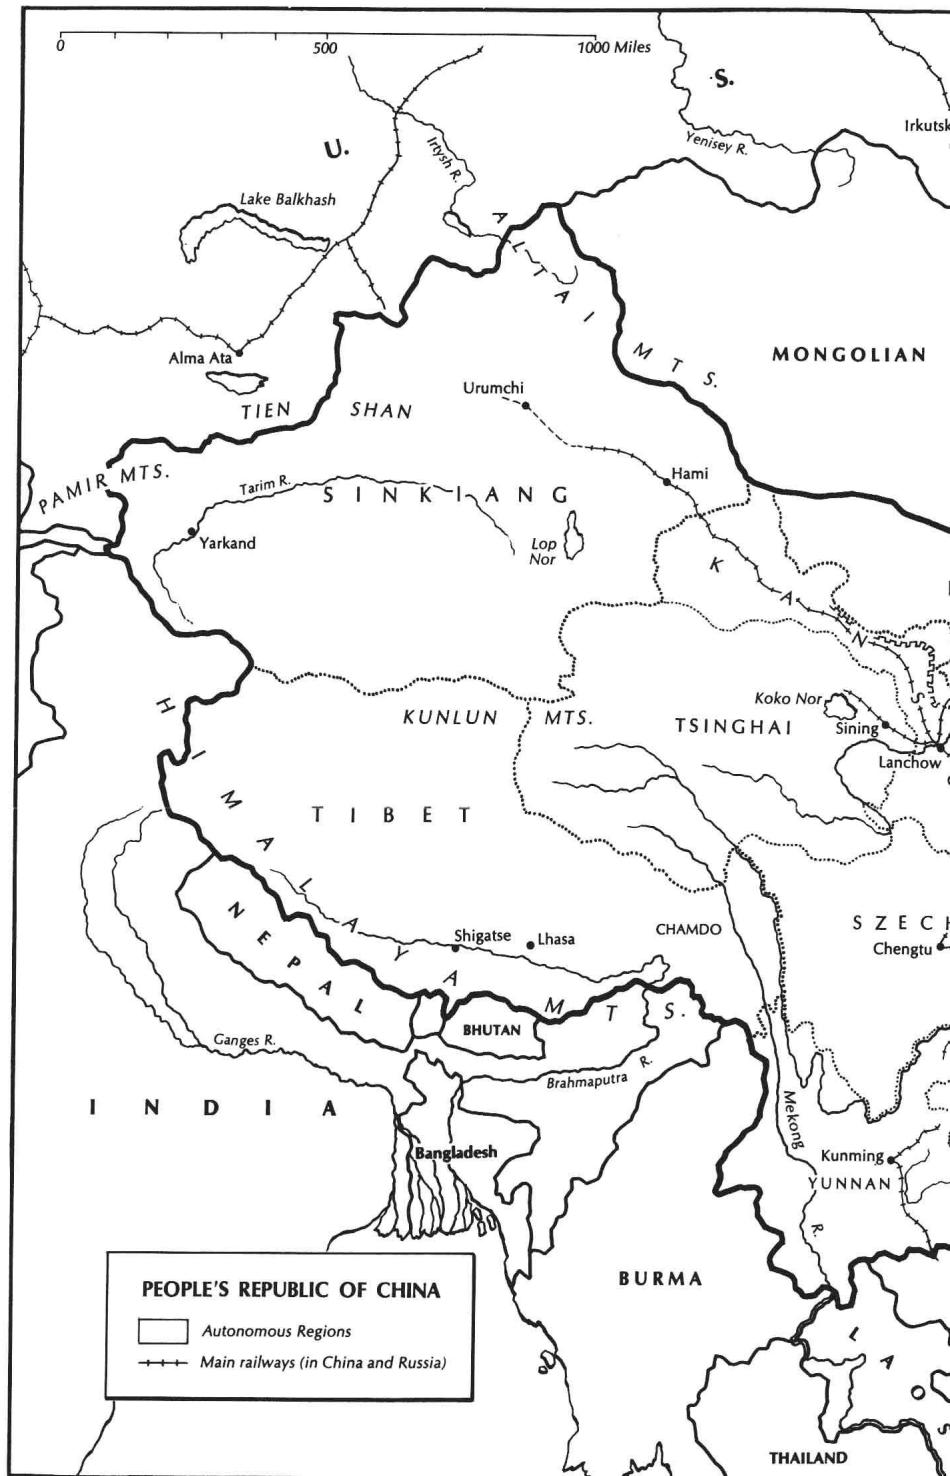 0 500 1000 Miles
U. S.
Irkutsk
Yenisey R.
Irtysh R.
Lake Balkhash
ALTAI MTS.
MONGOLIAN
Alma Ata
Urumchi
TIEN SHAN
Hami
PAMIR MTS.
Tarim R.
SINKIANG
Yarkand
Lop
Nor
KANS
Koko Nor
KUNLUN MTS.
TSINGHAI
Sining
Lanchow
HIMALAYA MTS.
TIBET
NEPAL
SZECH
CHAMDO
Shigatse
Lhasa
Chengtu
BHUTAN
Ganges R.
Brahmaputra R.
INDIA
Mekong R.
Bangladesh
Kunming
YUNNAN
BURMA
PEOPLE'S REPUBLIC OF CHINA
Autonomous Regions
Main railways (in China and Russia)
LAOS
THAILAND